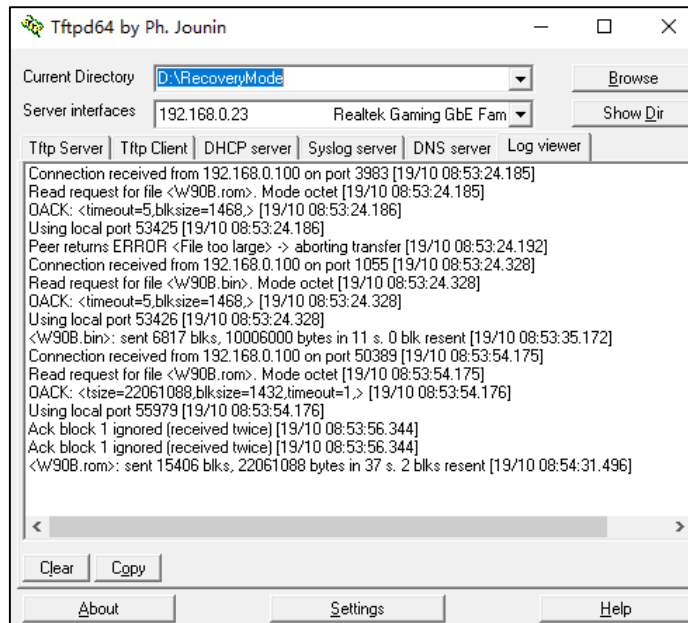 Tftpd64 by Ph. Jounin
Current Directory D:\RecoveryMode Browse
Server interfaces 192.168.0.23 Realtek Gaming GbE Fam Show Dir
Tftp Server Tftp Client DHCP server Syslog server DNS server Log viewer
Connection received from 192.168.0.100 on port 3983 [19/10 08:53:24.185]
Read request for file <W90B.rom>. Mode octet [19/10 08:53:24.185]
OACK: <timeout=5,blksize=1468,> [19/10 08:53:24.186]
Using local port 53425 [19/10 08:53:24.186]
Peer returns ERROR <File too large> -> aborting transfer [19/10 08:53:24.192]
Connection received from 192.168.0.100 on port 1055 [19/10 08:53:24.328]
Read request for file <W90B.bin>. Mode octet [19/10 08:53:24.328]
OACK: <timeout=5,blksize=1468,> [19/10 08:53:24.328]
Using local port 53426 [19/10 08:53:24.328]
<W90B.bin>: sent 6817 blks, 10006000 bytes in 11 s. 0 blk resent [19/10 08:53:35.172]
Connection received from 192.168.0.100 on port 50389 [19/10 08:53:54.175]
Read request for file <W90B.rom>. Mode octet [19/10 08:53:54.175]
OACK: <tsize=22061088,blksize=1432,timeout=1,> [19/10 08:53:54.176]
Using local port 55979 [19/10 08:53:54.176]
Ack block 1 ignored (received twice) [19/10 08:53:56.344]
Ack block 1 ignored (received twice) [19/10 08:53:56.344]
<W90B.rom>: sent 15406 blks, 22061088 bytes in 37 s. 2 blks resent [19/10 08:54:31.496]
Clear Copy
About Settings Help